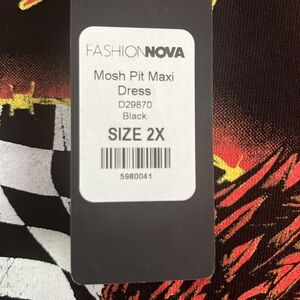 FASHIONNOVA
Mosh Pit Maxi
Dress
D29870
Black
SIZE 2X
5980041